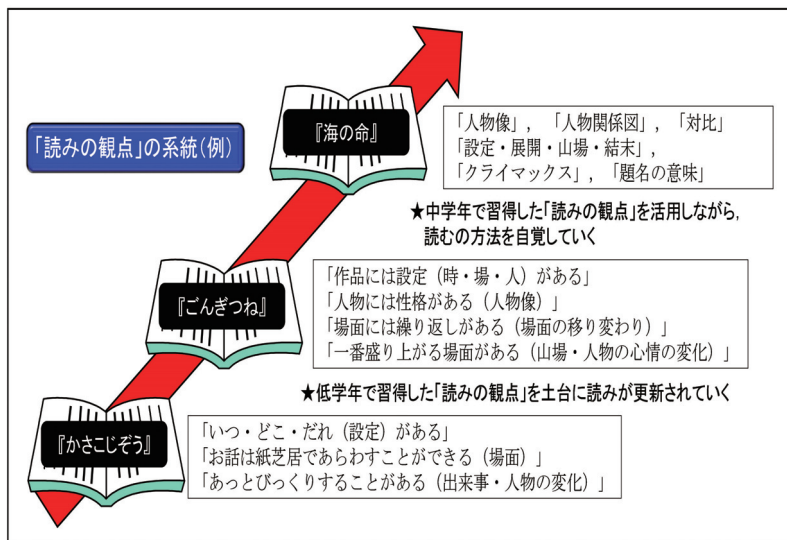 「読みの観点」の系統(例)
『海の命』
「人物像」，「人物関係図」，「対比」
「設定・展開・山場・結末」，
「クライマックス」，「題名の意味」
★中学年で習得した「読みの観点」を活用しながら，
読むの方法を自覚していく
『ごんぎつね』
「作品には設定（時・場・人）がある」
「人物には性格がある（人物像）」
「場面には繰り返しがある（場面の移り変わり）」
「一番盛り上がる場面がある（山場・人物の心情の変化）」
★低学年で習得した「読みの観点」を土台に読みが更新されていく
『かさこじぞう』
「いつ・どこ・だれ（設定）がある」
「お話は紙芝居であらわすことができる（場面）」
「あっとびっくりすることがある（出来事・人物の変化）」